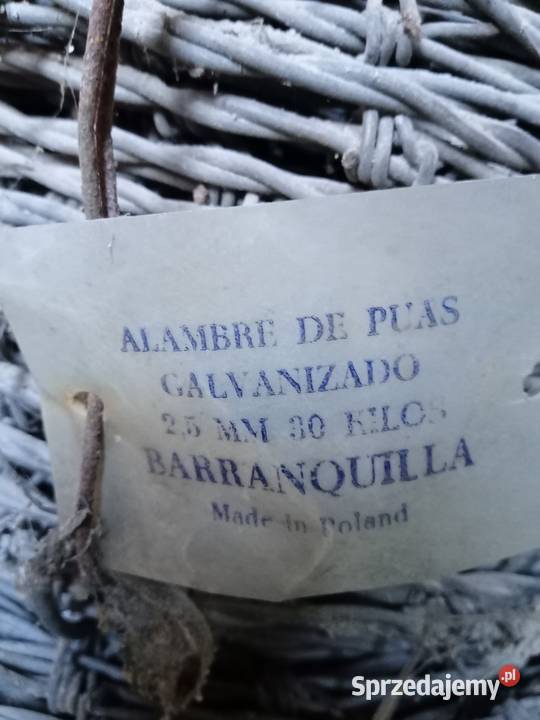 ALAMBRE DE PUAS
GALVANIZADO
2,5 MM 30 KILOS
BARRANQUILLA
Made in Poland
Sprzedajemy.pl